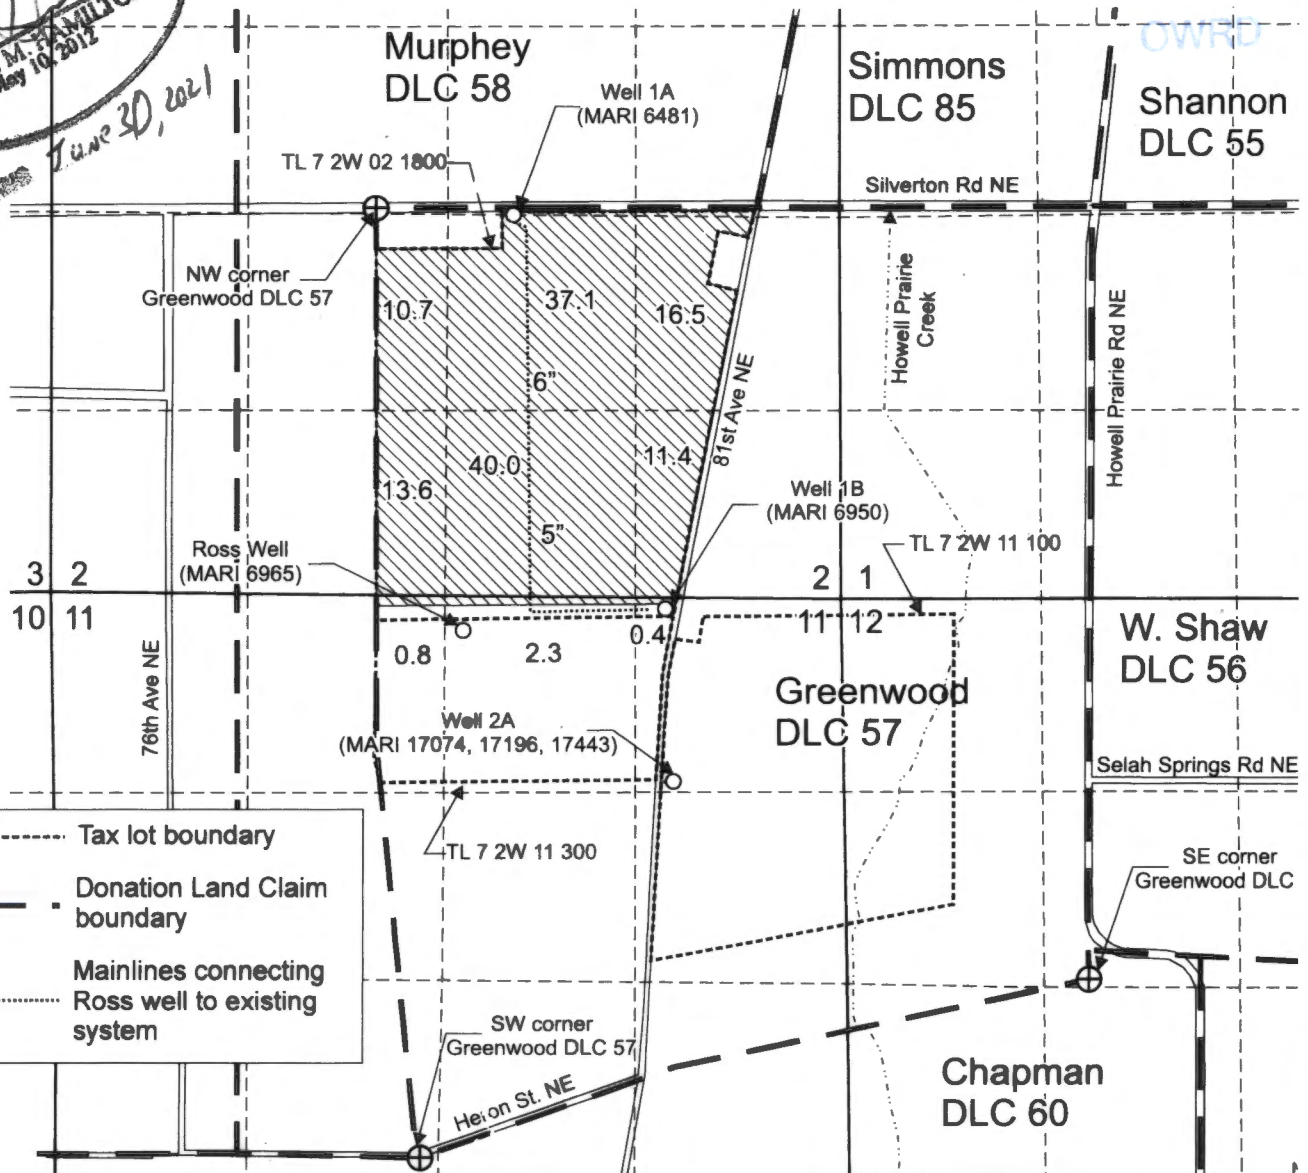 M. HAMILTO
May 10, 2012
June 30, 2021
OWRD
Murphey
DLC 58
Well 1A
(MARI 6481)
Simmons
DLC 85
Shannon
DLC 55
TL 7 2W 02 1800
Silverton Rd NE
NW corner
Greenwood DLC 57
10.7
37.1
16.5
Howell Prairie
Creek
Howell Prairie Rd NE
6”
81st Ave NE
40.0
11.4
13.6
5”
Well 1B
(MARI 6950)
Ross Well
(MARI 6965)
TL 7 2W 11 100
3 2
10 11
2 1
11 12
0.8
2.3
0.4
W. Shaw
DLC 56
76th Ave NE
Greenwood
DLC 57
Well 2A
(MARI 17074, 17196, 17443)
Selah Springs Rd NE
Tax lot boundary
TL 7 2W 11 300
Donation Land Claim
boundary
SE corner
Greenwood DLC
Mainlines connecting
Ross well to existing
system
SW corner
Greenwood DLC 57
Heron St. NE
Chapman
DLC 60